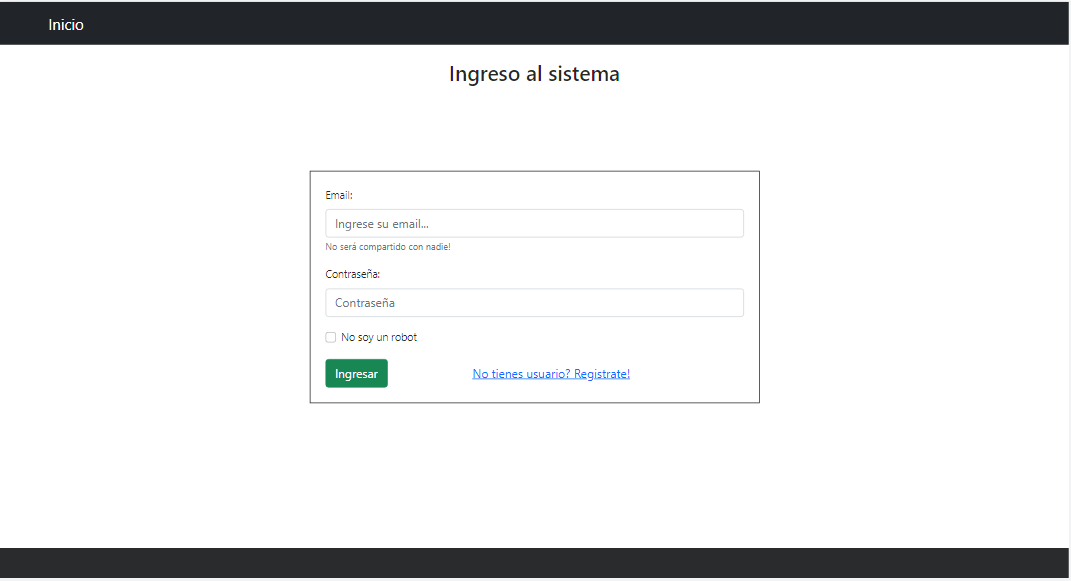 Inicio
Ingreso al sistema
Email:
Ingrese su email...
No será compartido con nadie!
Contraseña:
Contraseña
No soy un robot
Ingresar
No tienes usuario? Registrate!